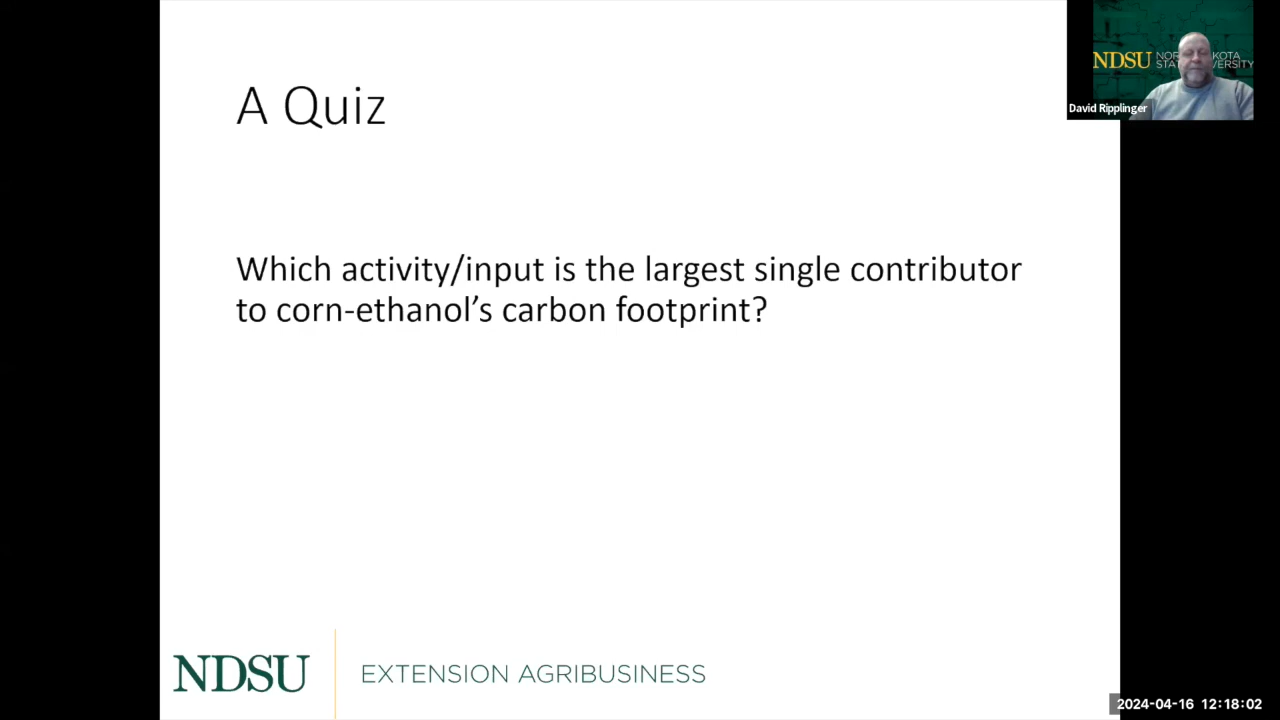 A Quiz
Which activity/input is the largest single contributor
to corn-ethanol's carbon footprint?
NDSU
EXTENSION AGRIBUSINESS
NDSU
David Ripplinger
2024-04-16 12:18:02